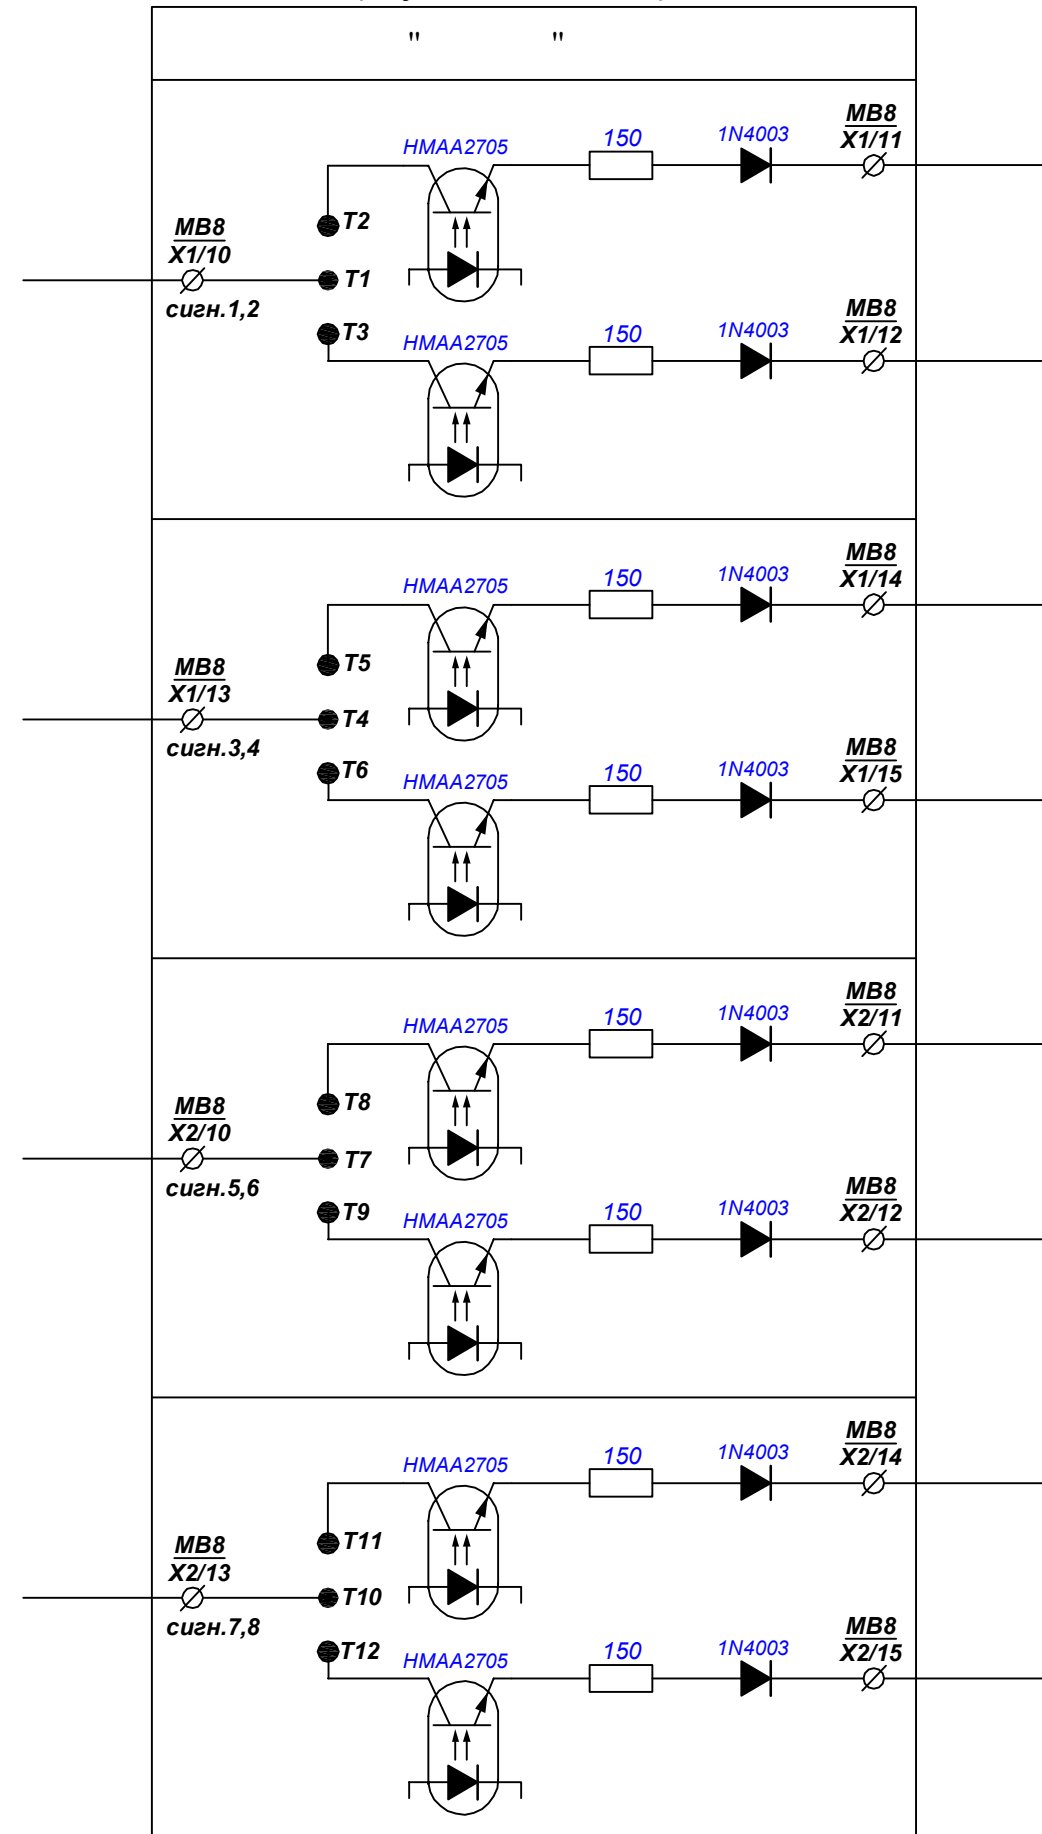 " "
HMAA2705 150 1N4003 MB8
X1/11
T2
MB8
X1/10
T1
сигн.1,2
T3
HMAA2705 150 1N4003 MB8
X1/12
HMAA2705 150 1N4003 MB8
X1/14
T5
MB8
X1/13
T4
сигн.3,4
T6
HMAA2705 150 1N4003 MB8
X1/15
HMAA2705 150 1N4003 MB8
X2/11
T8
MB8
X2/10
T7
сигн.5,6
T9
HMAA2705 150 1N4003 MB8
X2/12
HMAA2705 150 1N4003 MB8
X2/14
T11
MB8
X2/13
T10
сигн.7,8
T12
HMAA2705 150 1N4003 MB8
X2/15